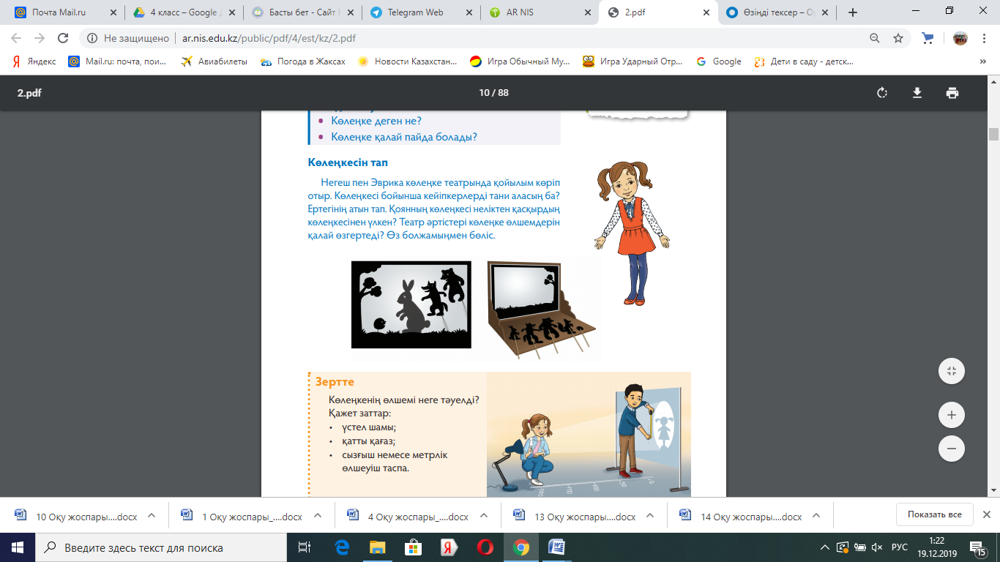 Почта Mail.ru
4 класс – Google Д
Басты бет - Сайт
Telegram Web
AR NIS
2.pdf
Өзіңді тексер – Ор
Не защищено
ar.nis.edu.kz/public/pdf/4/est/kz/2.pdf
Яндекс
Mail.ru: почта, пои...
Авиабилеты
Погода в Жаксах
Новости Казахстан...
Игра Обычный Му...
Игра Ударный Отр...
Google
Дети в саду - детск...
2.pdf
10 / 88
• Көлеңке деген не?
• Көлеңке қалай пайда болады?
Көлеңкесін тап
Негеш пен Эврика көлеңке театрында қойылым көріп
отыр. Көлеңкесі бойынша кейіпкерлерді тани аласың ба?
Ертегінің атын тап. Қоянның көлеңкесі неліктен қасқырдың
көлеңкесінен үлкен? Театр әртістері көлеңке өлшемдерін
қалай өзгертеді? Өз болжамыңмен бөліс.
Зертте
Көлеңкенің өлшемі неге тәуелді?
Қажет заттар:
• үстел шамы;
• қатты қағаз;
• сызғыш немесе метрлік
өлшеуіш таспа.
10 Оқу жоспары....docx
1 Оқу жоспары_....docx
4 Оқу жоспары_....docx
13 Оқу жоспары....docx
14 Оқу жоспары....docx
Показать все
Введите здесь текст для поиска
РУС
1:22
19.12.2019
15